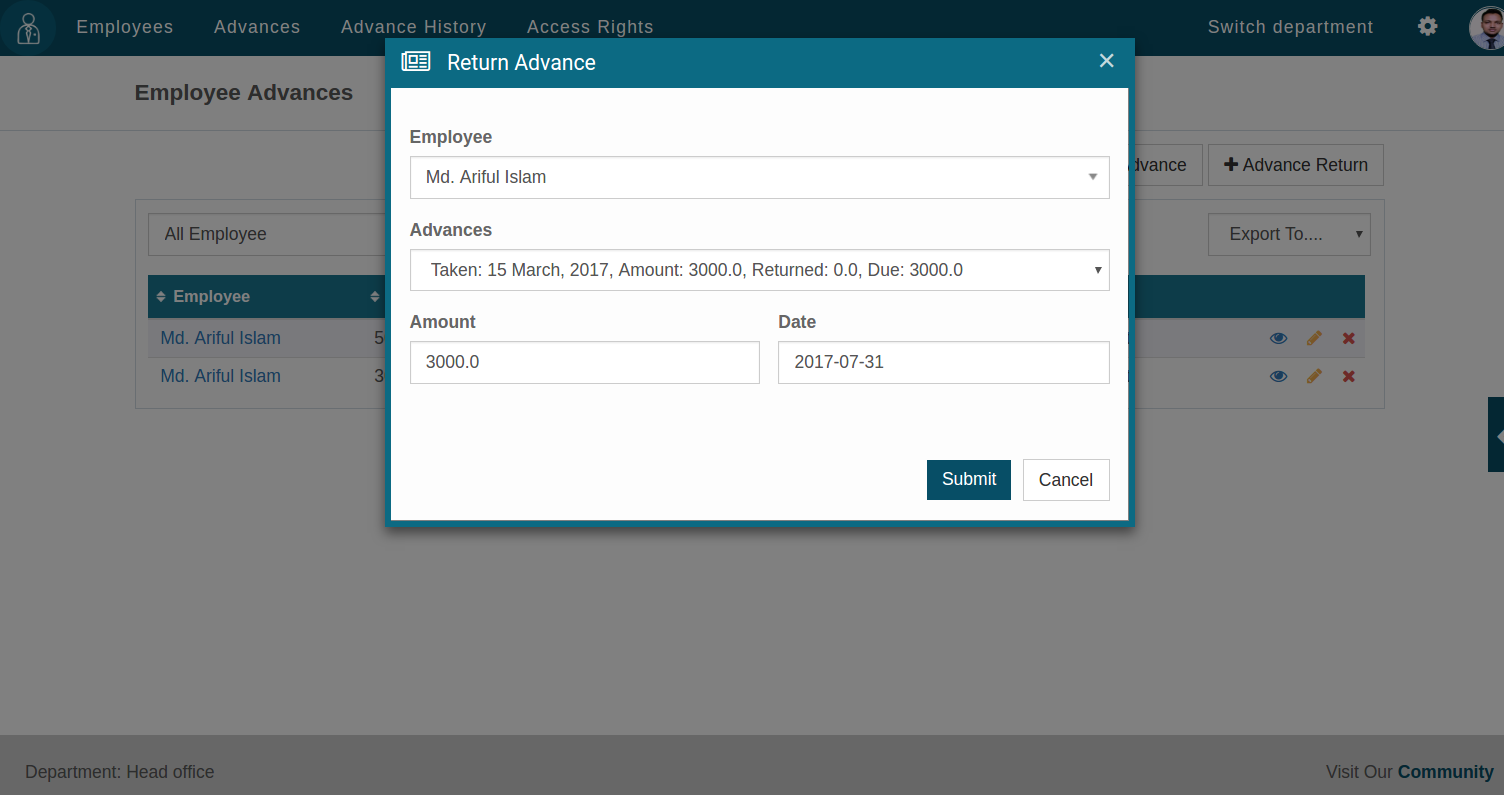 Employees Advances Advance History Access Rights Switch department
Return Advance ×
Employee Advances
Employee
Md. Ariful Islam
Advance Return
All Employee Export To....
Advances
Taken: 15 March, 2017, Amount: 3000.0, Returned: 0.0, Due: 3000.0
Employee
Amount Date
Md. Ariful Islam
3000.0 2017-07-31
Md. Ariful Islam
Submit Cancel
Department: Head office Visit Our Community